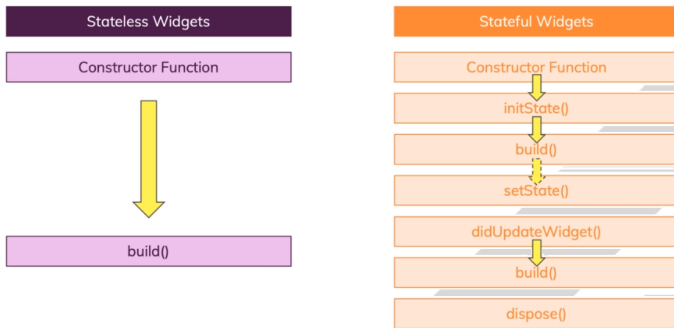 Stateless Widgets
Constructor Function
build()
Stateful Widgets
Constructor Function
initState()
build()
setState()
didUpdateWidget()
build()
dispose()